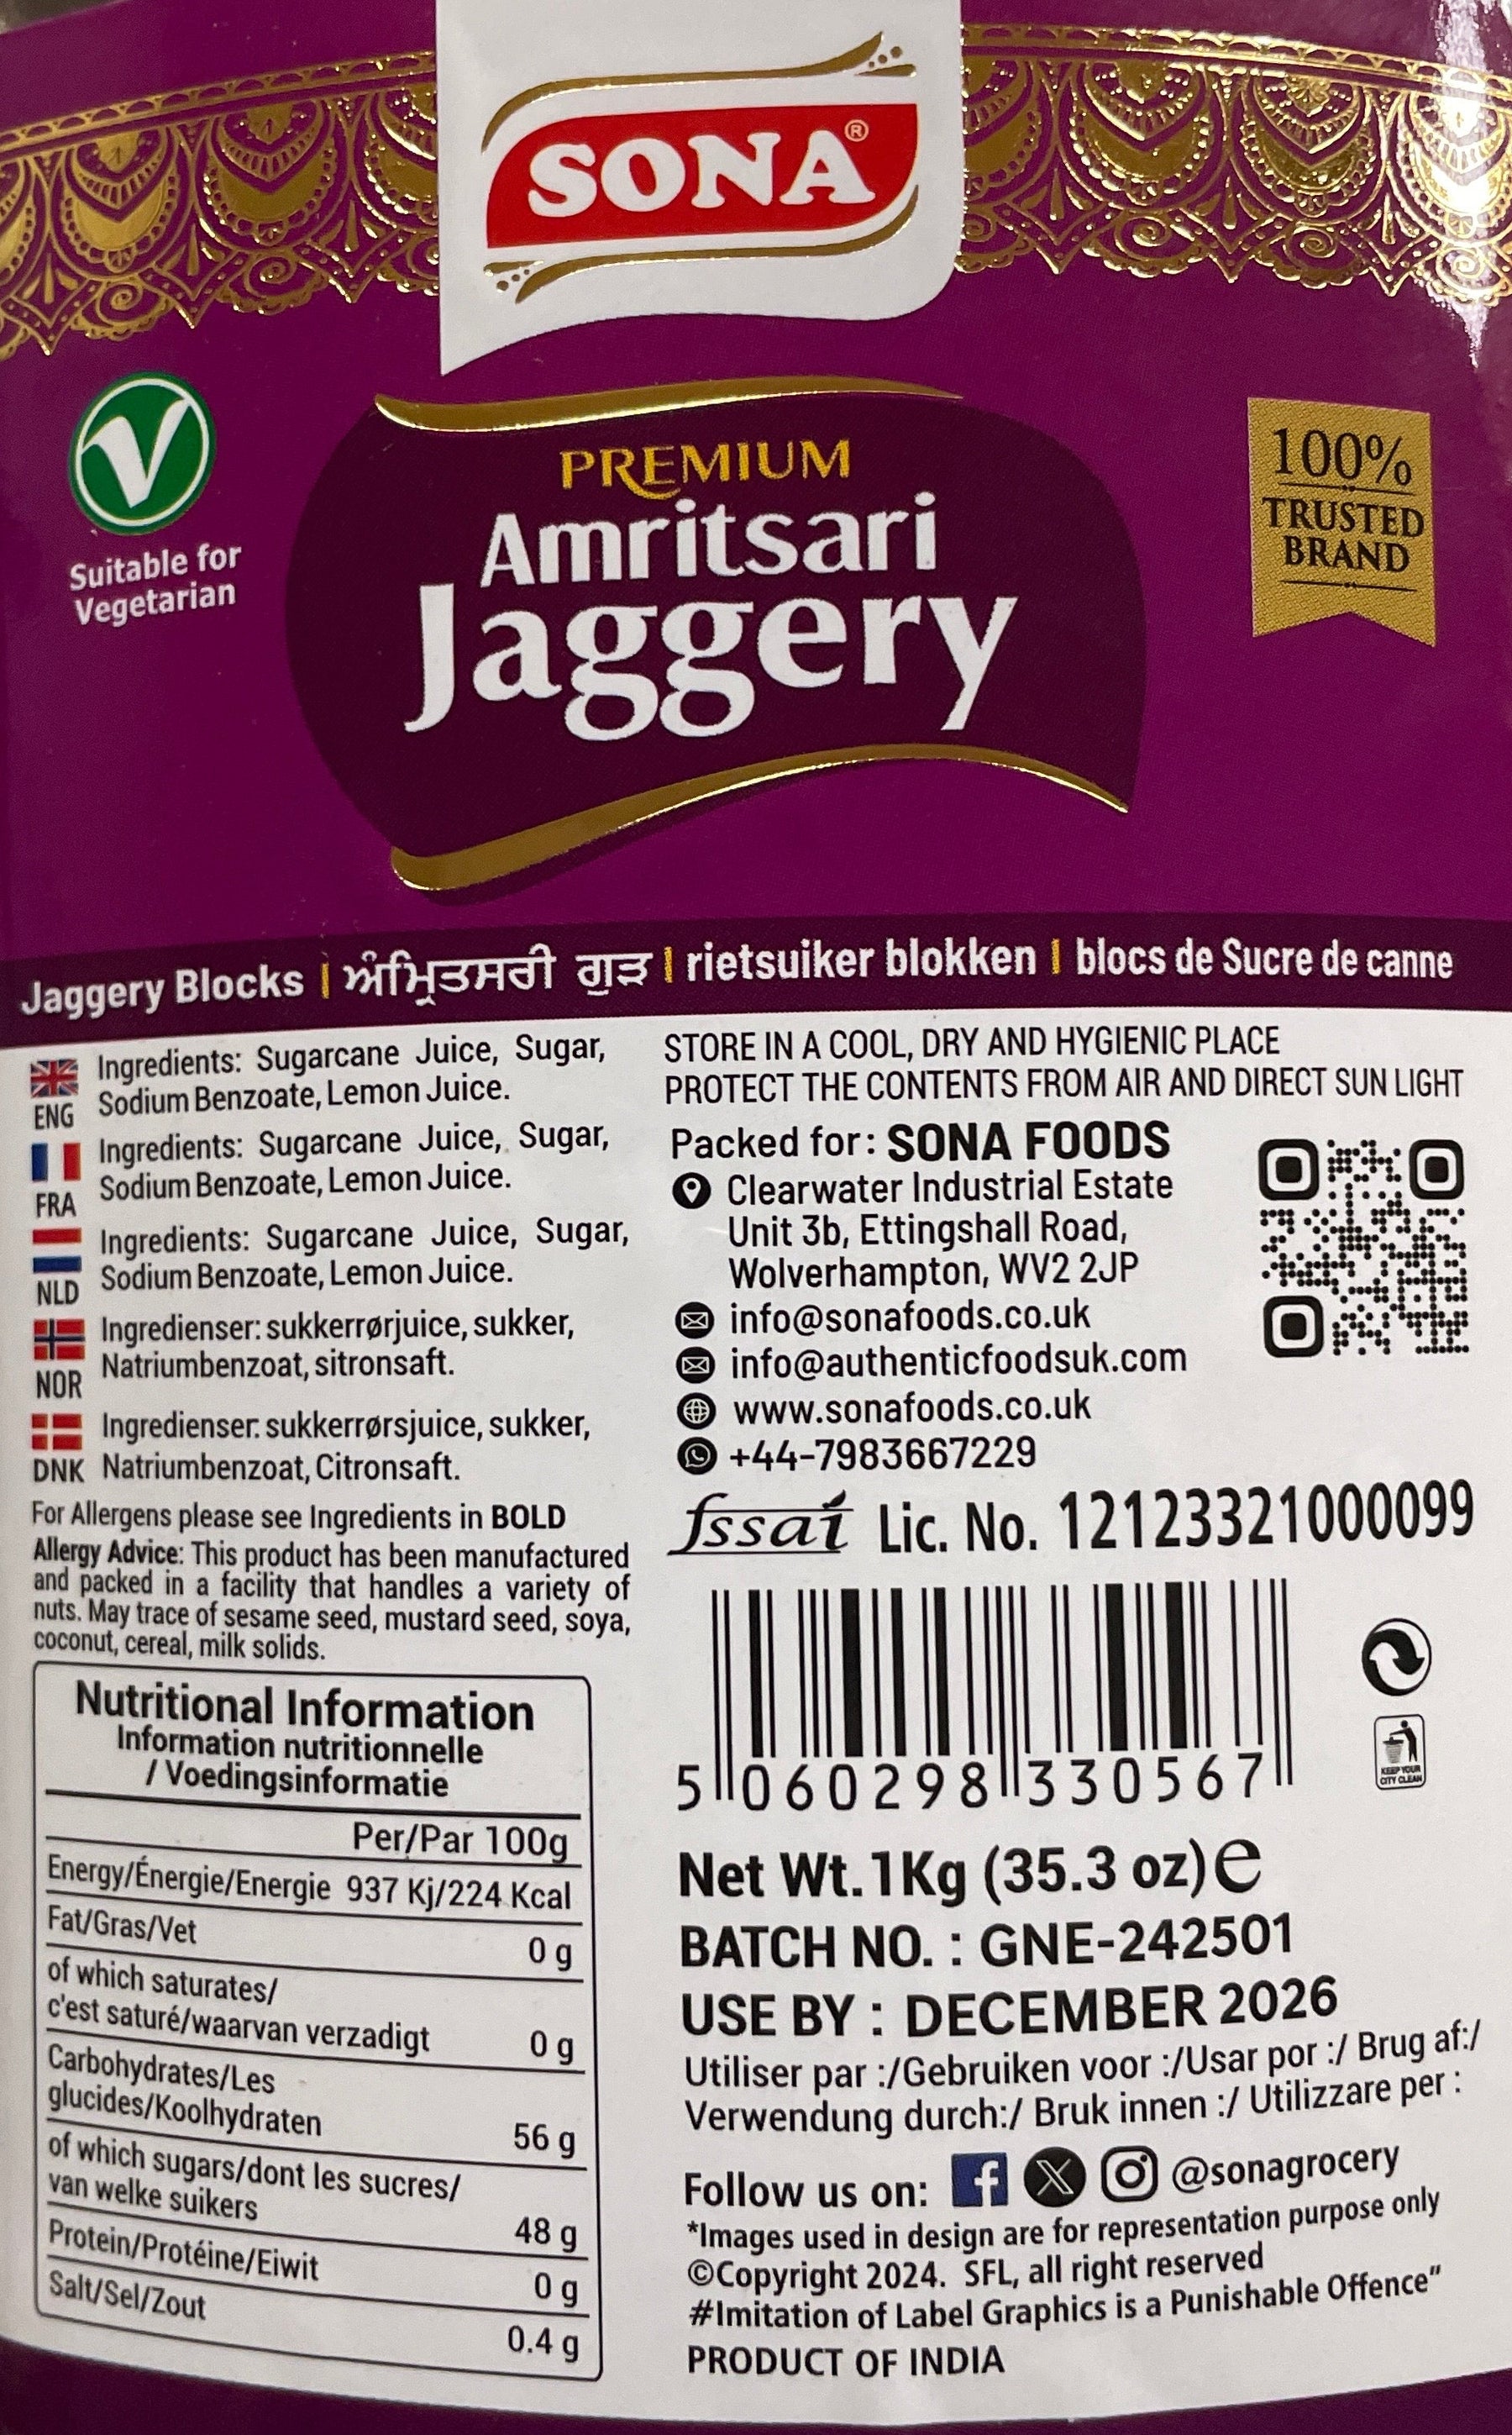 SONA®
Suitable for
Vegetarian
PREMIUM
Amritsari
Jaggery
100%
TRUSTED
BRAND
Jaggery Blocks | ਅੰਮ੍ਰਿਤਸਰੀ ਗੁੜ | rietsuiker blokken | blocs de Sucre de canne
ENG
Ingredients: Sugarcane Juice, Sugar,
Sodium Benzoate, Lemon Juice.
FRA
Ingredients: Sugarcane Juice, Sugar,
Sodium Benzoate, Lemon Juice.
NLD
Ingredients: Sugarcane Juice, Sugar,
Sodium Benzoate, Lemon Juice.
NOR
Ingredienser: sukkerrørjuice, sukker,
Natriumbenzoat, sitronsaft.
DNK
Ingredienser: sukkerrørsjuice, sukker,
Natriumbenzoat, Citronsaft.
For Allergens please see Ingredients in BOLD
Allergy Advice: This product has been manufactured
and packed in a facility that handles a variety of
nuts. May trace of sesame seed, mustard seed, soya,
coconut, cereal, milk solids.
Nutritional Information
Information nutritionnelle
/ Voedingsinformatie
Per/Par 100g
Energy/Énergie/Energie 937 Kj/224 Kcal
Fat/Gras/Vet 0 g
of which saturates/
c'est saturé/waarvan verzadigt 0 g
Carbohydrates/Les
glucides/Koolhydraten 56 g
of which sugars/dont les sucres/
van welke suikers 48 g
Protein/Protéine/Eiwit 0 g
Salt/Sel/Zout 0.4 g
STORE IN A COOL, DRY AND HYGIENIC PLACE
PROTECT THE CONTENTS FROM AIR AND DIRECT SUN LIGHT
Packed for: SONA FOODS
Clearwater Industrial Estate
Unit 3b, Ettingshall Road,
Wolverhampton, WV2 2JP
info@sonafoods.co.uk
info@authenticfoodsuk.com
www.sonafoods.co.uk
+44-7983667229
fssai Lic. No. 12123321000099
5 060298 330567
KEEP YOUR
CITY CLEAN
Net Wt. 1Kg (35.3 oz) e
BATCH NO. : GNE-242501
USE BY : DECEMBER 2026
Utiliser par :/Gebruiken voor :/Usar por :/ Brug af:/
Verwendung durch:/ Bruk innen :/ Utilizzare per :
Follow us on: f X @sonagrocery
*Images used in design are for representation purpose only
©Copyright 2024. SFL, all right reserved
#Imitation of Label Graphics is a Punishable Offence"
PRODUCT OF INDIA